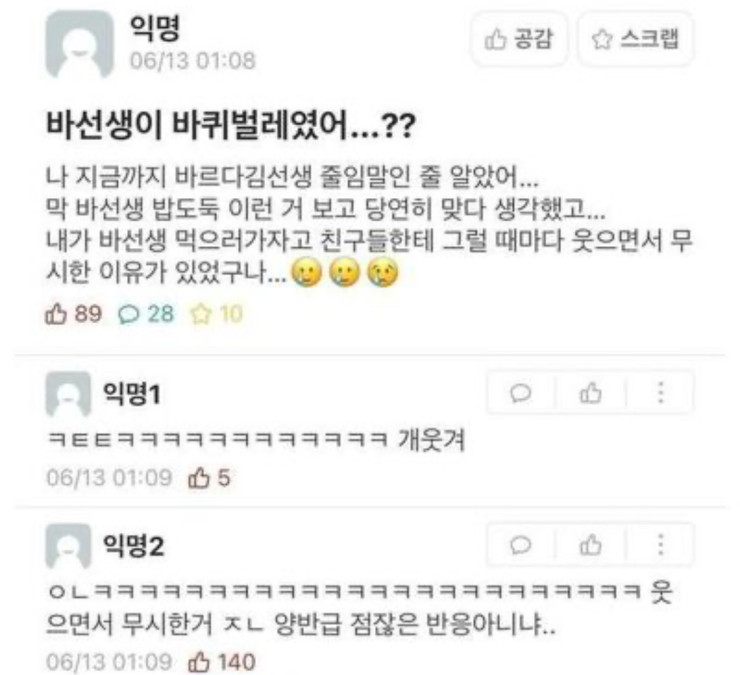 익명
06/13 01:08
공감
스크랩
바선생이 바퀴벌레였어...??
나 지금까지 바르다김선생 줄임말인 줄 알았어...
막 바선생 밥도둑 이런 거 보고 당연히 맞다 생각했고...
내가 바선생 먹으러가자고 친구들한테 그럴 때마다 웃으면서 무
시한 이유가 있었구나...🥲🥲😢
89 28 10
익명1
ㅋㅌㅌㅋㅋㅋㅋㅋㅋㅋㅋㅋㅋㅋㅋ 개웃겨
06/13 01:09 5
익명2
ㅇㄴㅋㅋㅋㅋㅋㅋㅋㅋㅋㅋㅋㅋㅋㅋㅋㅋㅋㅋㅋㅋㅋㅋㅋㅋ 웃
으면서 무시한거 ㅈㄴ 양반급 점잖은 반응아니냐..
06/13 01:09 140